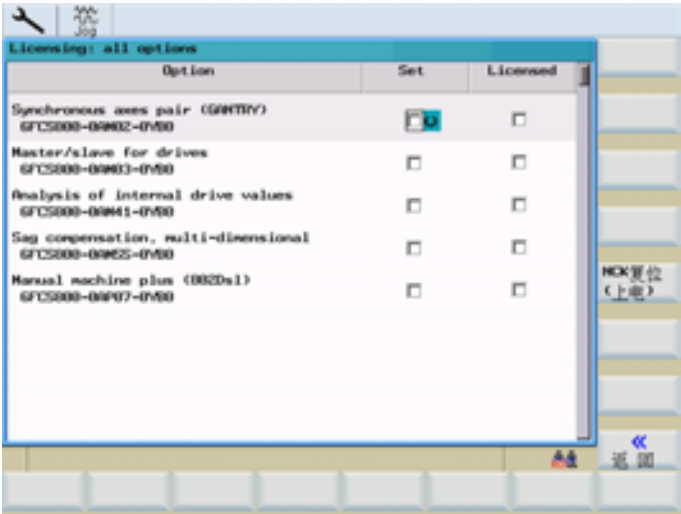 Jog
Licensing: all options
Option Set Licensed
Synchronous axes pair (GANTRY)
6FC5800-0AM02-0YB0
Master/slave for drives
6FC5800-0AM03-0YB0
Analysis of internal drive values
6FC5800-0AM41-0YB0
Sag compensation, multi-dimensional
6FC5800-0AM55-0YB0
Manual machine plus (802Dsl)
6FC5800-0AP07-0YB0
NCK复位
(上电)
«
返 回